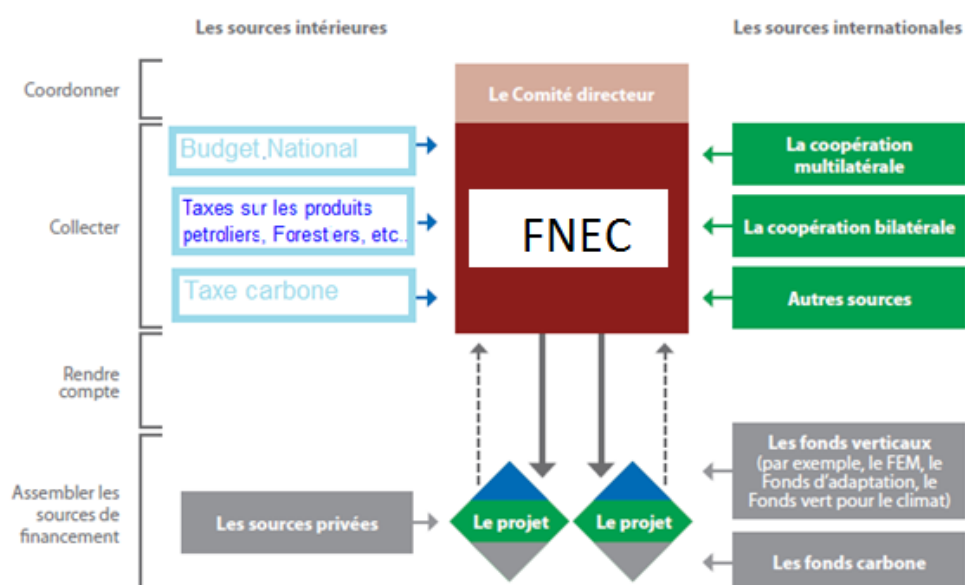 Les sources intérieures
Les sources internationales
Coordonner
Le Comité directeur
Collecter
Budget.National
Taxes sur les produits
petroliers, Forestiers, etc..
Taxe carbone
FNEC
La coopération
multilatérale
La coopération bilatérale
Autres sources
Rendre
compte
Assembler les
sources de
financement
Les sources privées
Le projet
Le projet
Les fonds verticaux
(par exemple, le FEM, le
Fonds d'adaptation, le
Fonds vert pour le climat)
Les fonds carbone